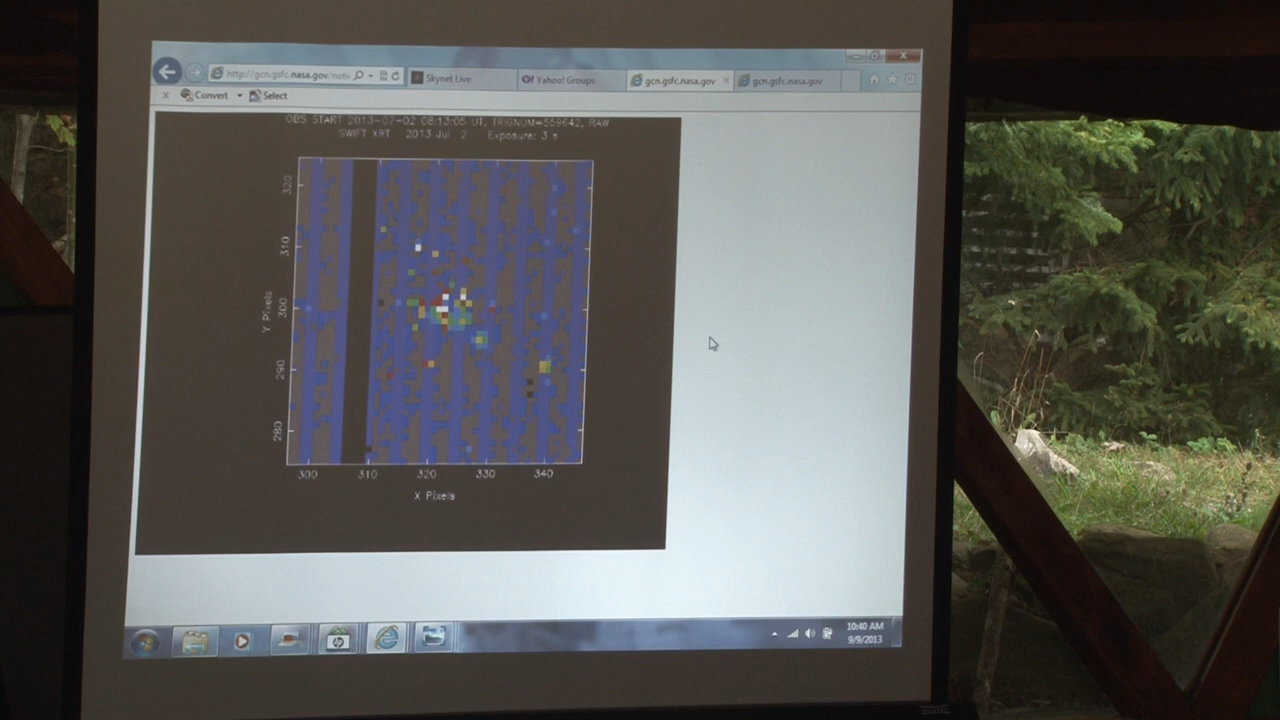 http://gcn.gsfc.nasa.gov/noti
Skynet Live
Yahoo! Groups
gcn.gsfc.nasa.gov
gcn.gsfc.nasa.gov
Convert
Select
OBS START 2013-07-02 08:13:05 UT, TRIGNUM=559642, RAW
SWIFT XRT 2013 Jul 2 Exposure: 3 s
320
310
300
290
280
Y Pixels
300 310 320 330 340
X Pixels
hp
10:40 AM
9/9/2013